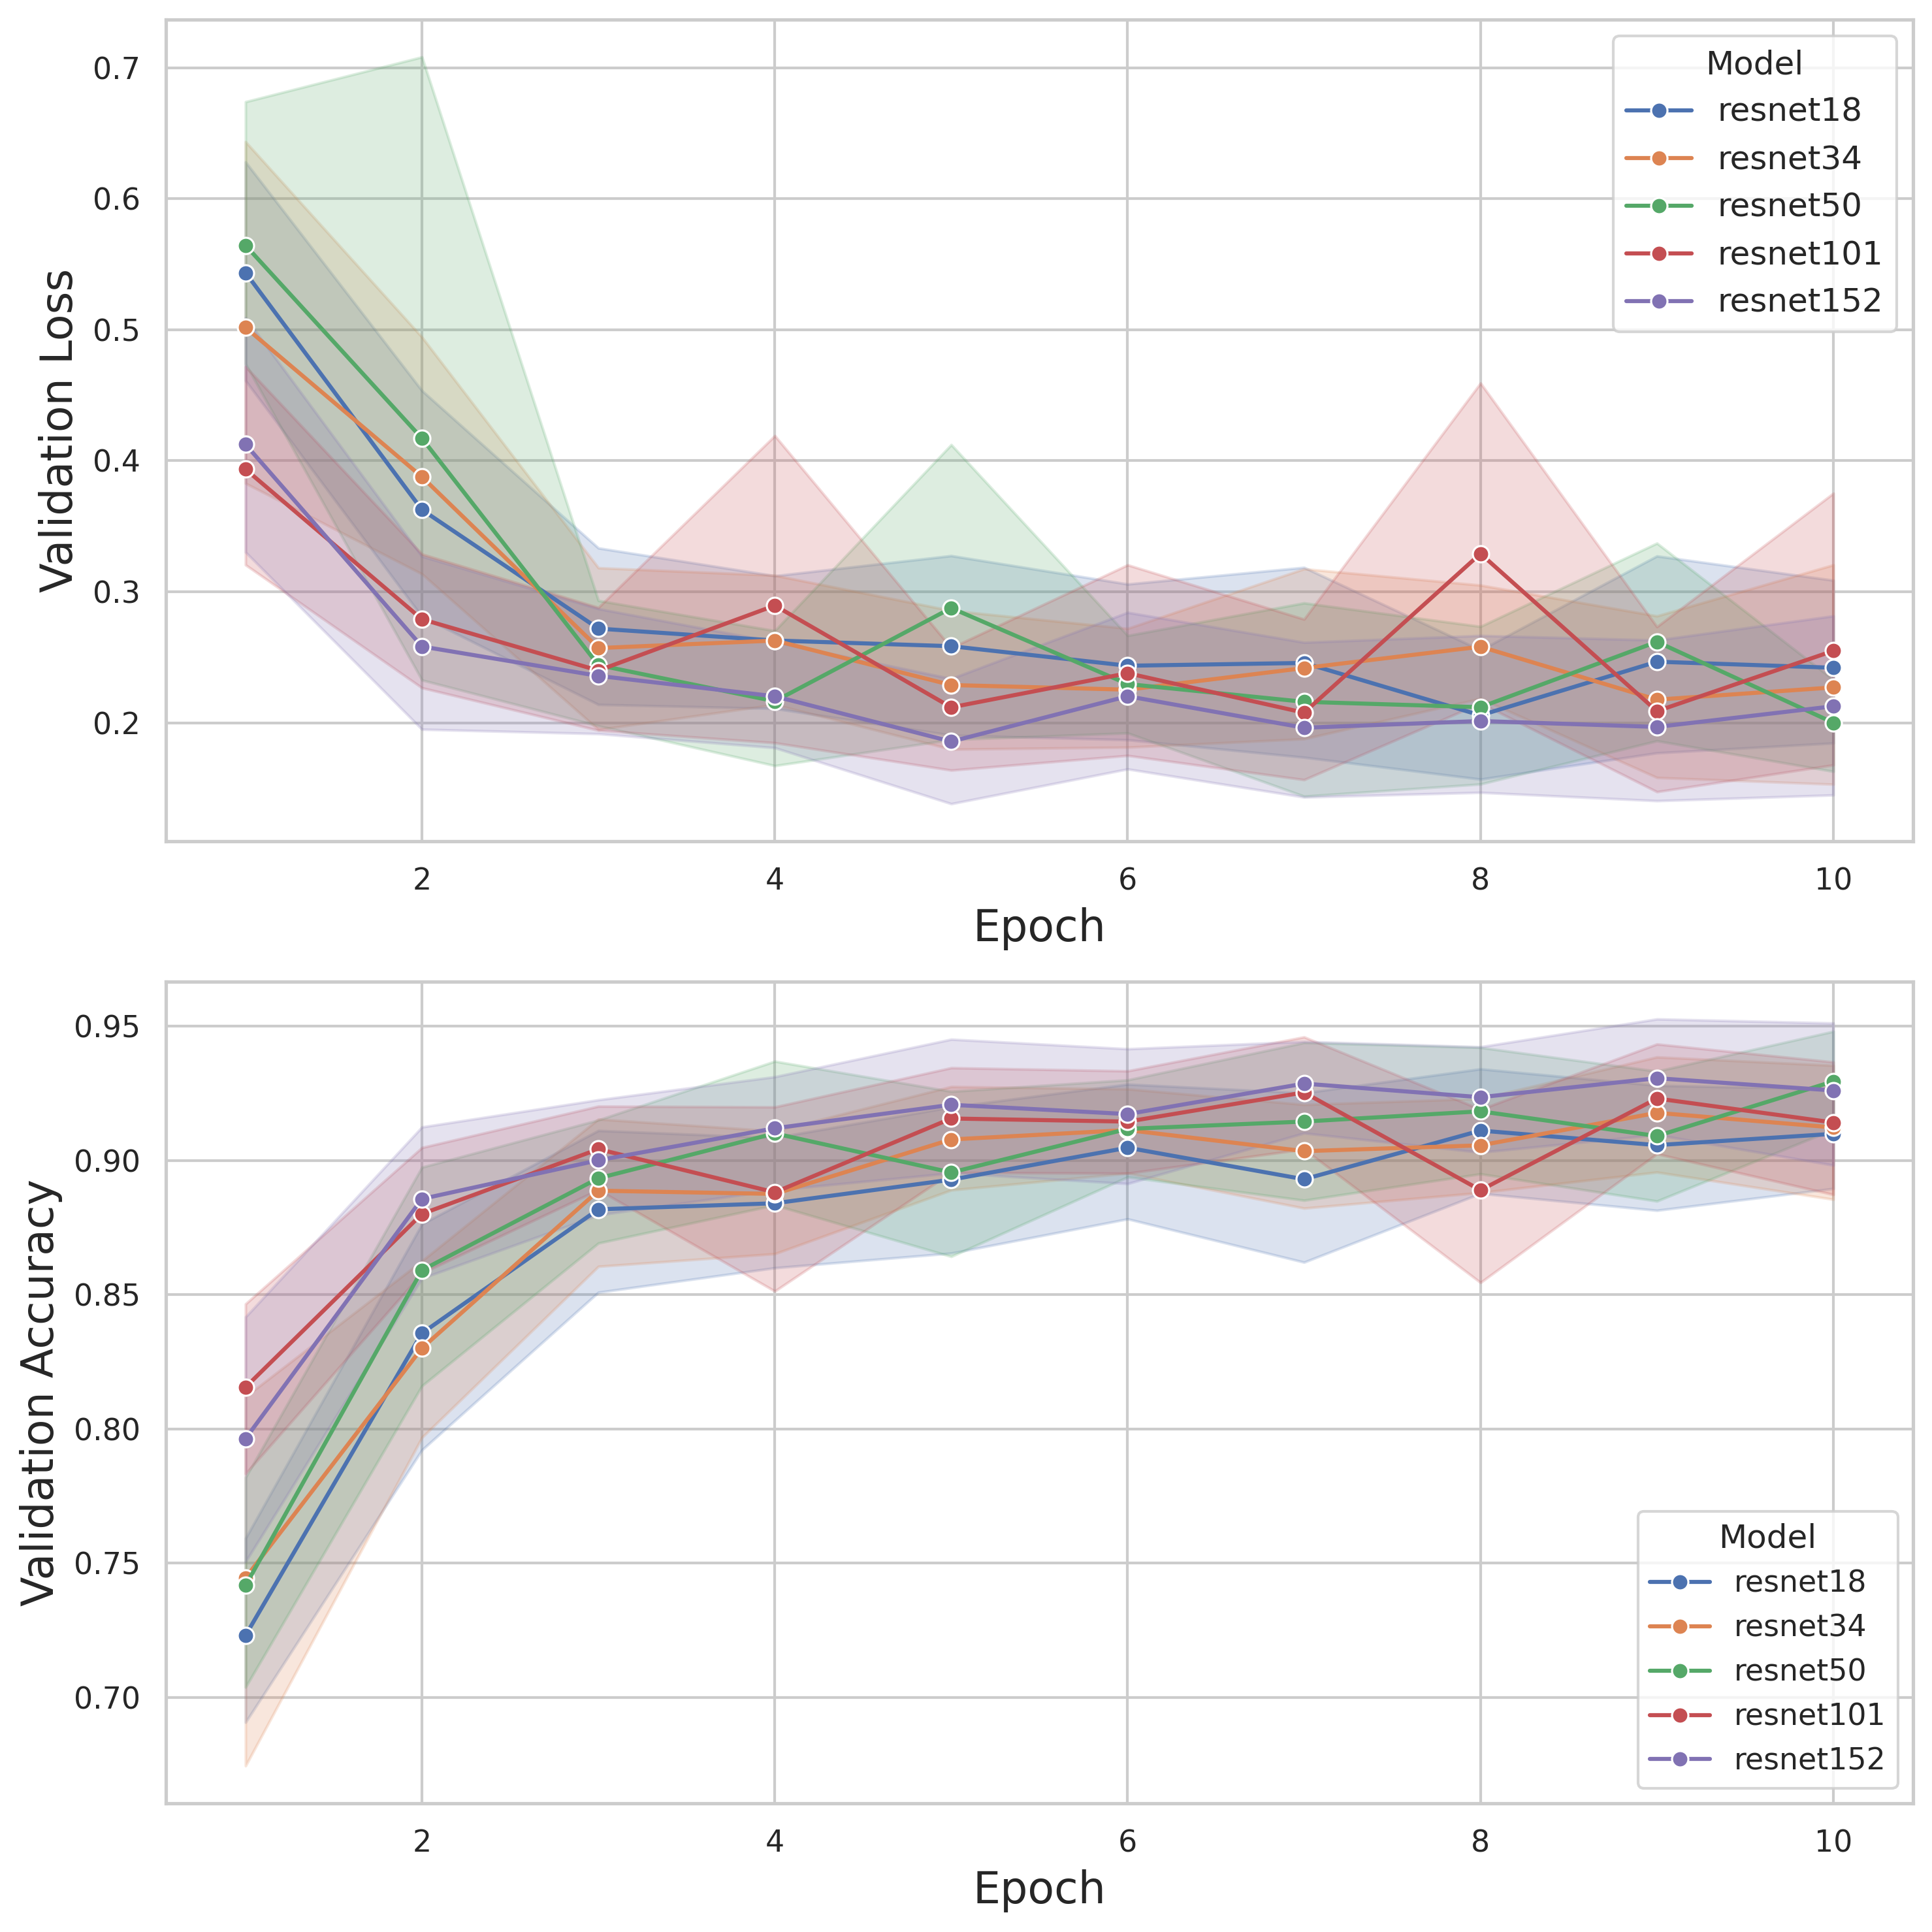 Validation Loss
0.7
0.6
0.5
0.4
0.3
0.2
Model
resnet18
resnet34
resnet50
resnet101
resnet152
2 4 6 8 10
Epoch
Validation Accuracy
0.95
0.90
0.85
0.80
0.75
0.70
Model
resnet18
resnet34
resnet50
resnet101
resnet152
2 4 6 8 10
Epoch